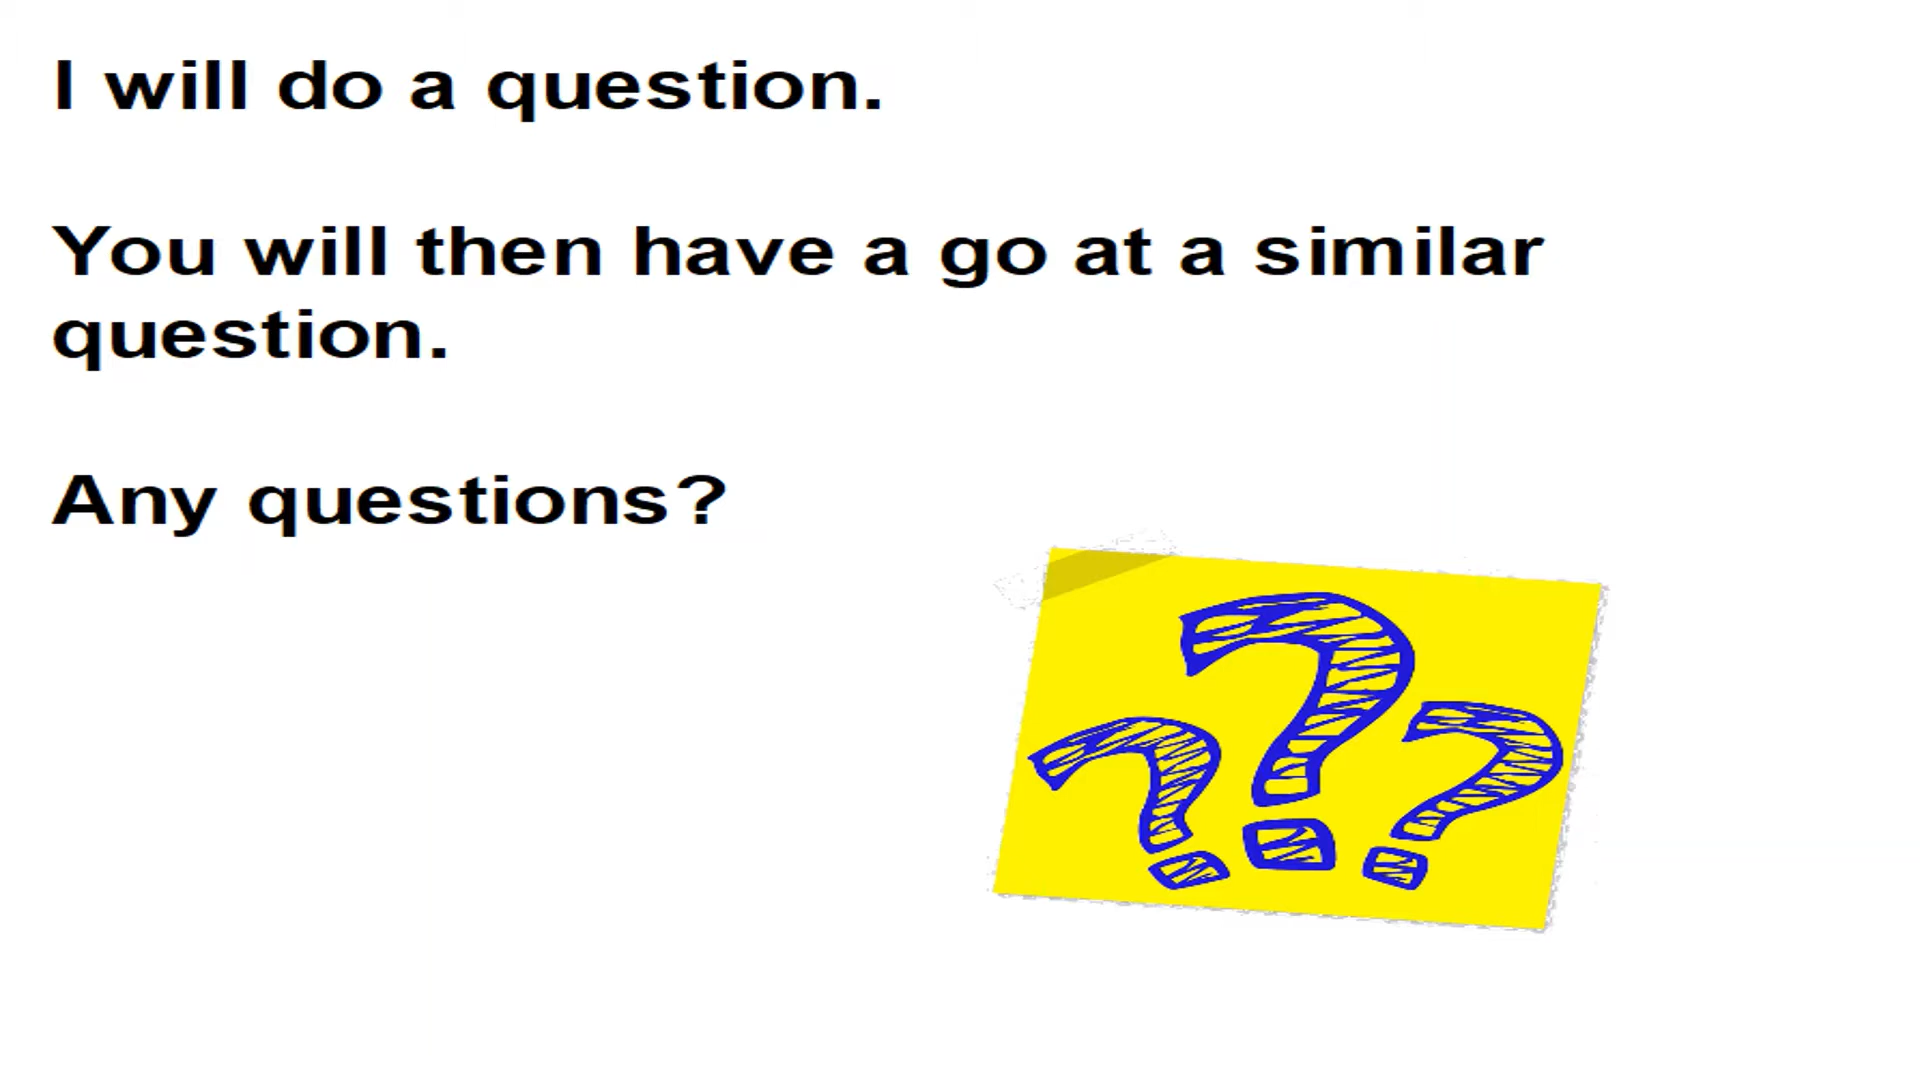 I will do a question.
You will then have a go at a similar
question.
Any questions?